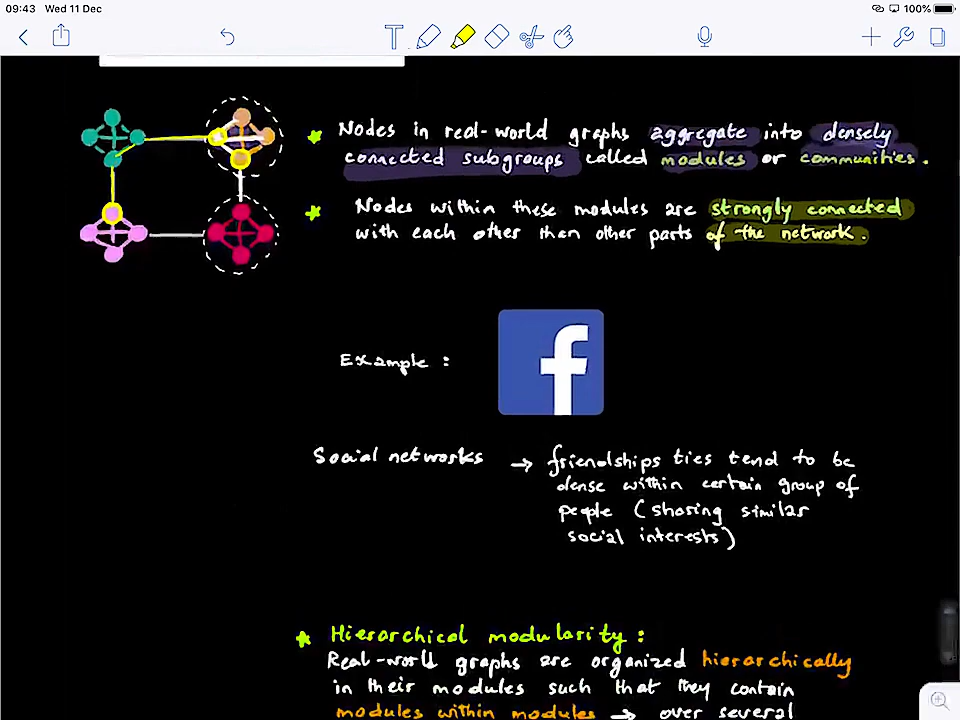 09:43 Wed 11 Dec
100%
★ Nodes in real-world graphs aggregate into densely
connected subgroups called modules or communities.
★ Nodes within these modules are strongly connected
with each other than other parts of the network.
Example :
f
Social networks → friendships ties tend to be
dense within certain group of
people (sharing similar
social interests)
★ Hierarchical modularity :
Real-world graphs are organized hierarchically
in their modules such that they contain
modules within modules → over several